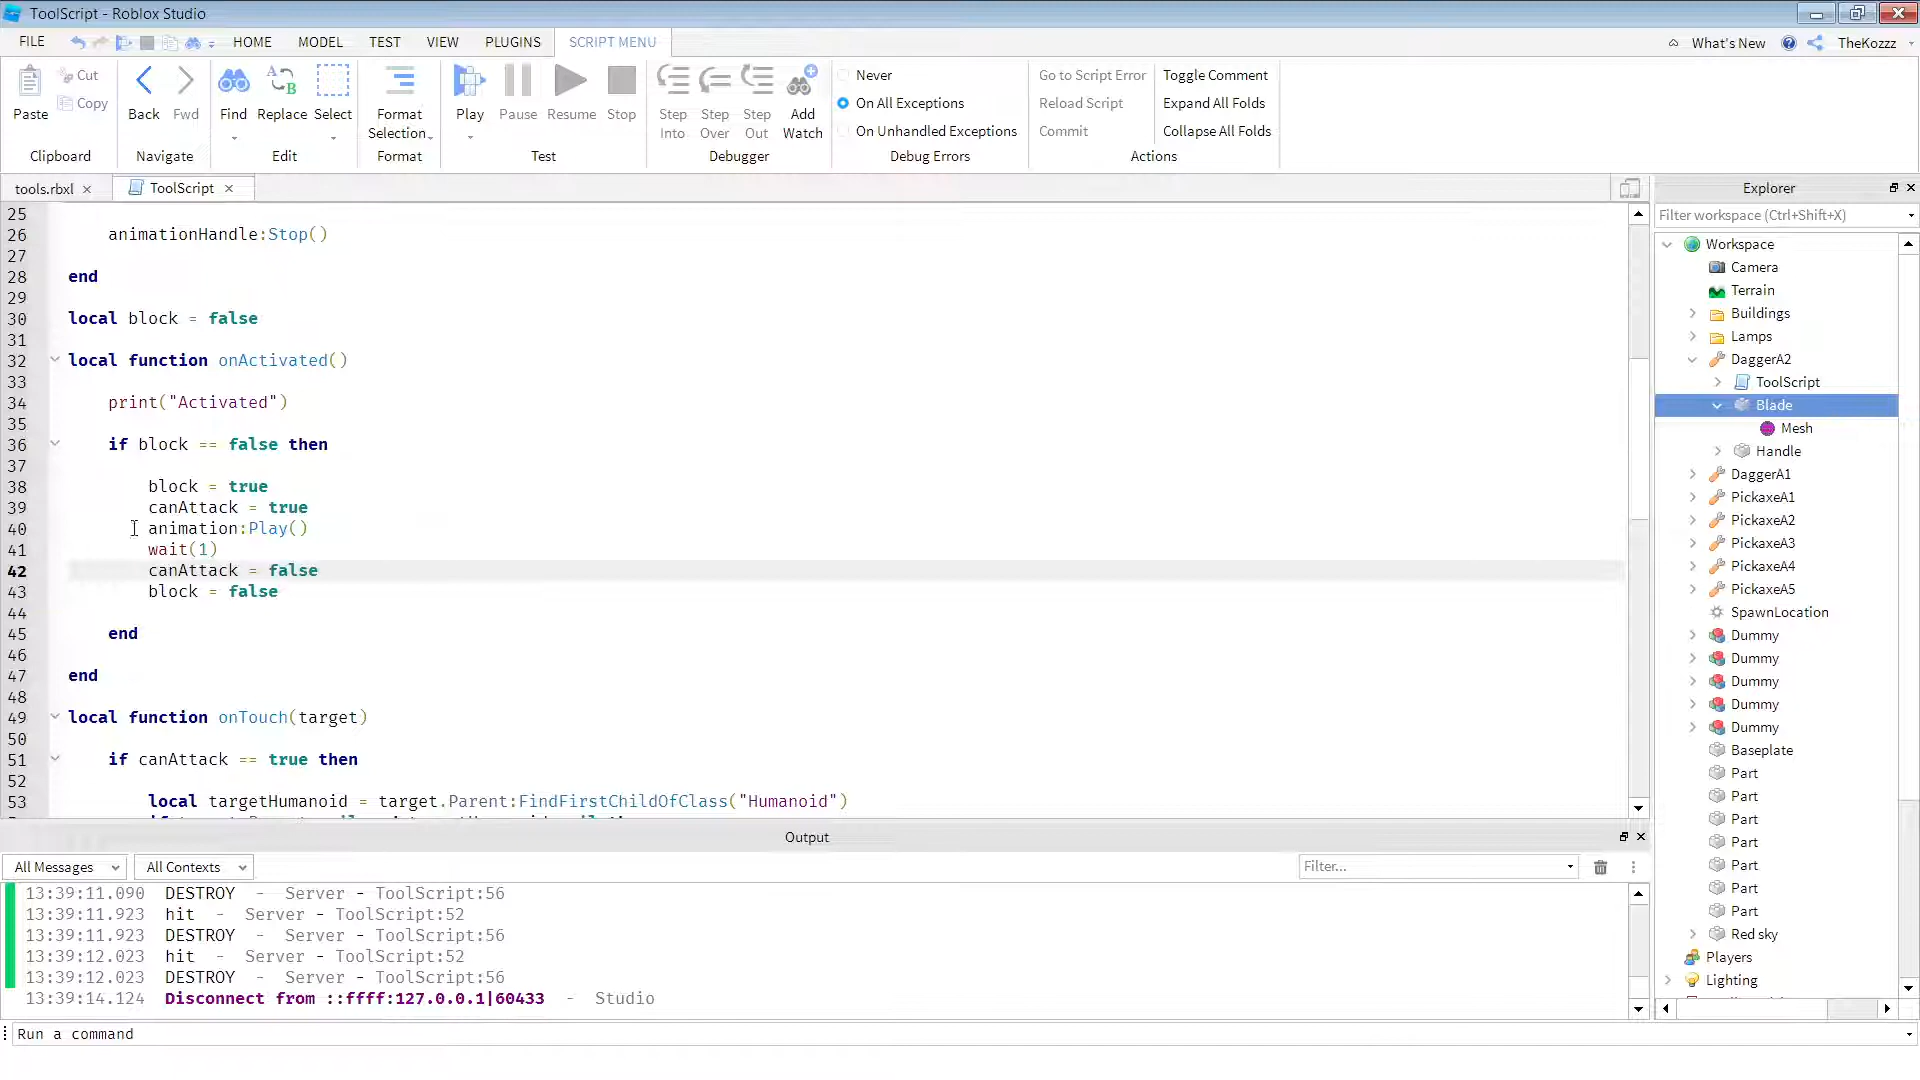 ToolScript - Roblox Studio
FILE
HOME
MODEL
TEST
VIEW
PLUGINS
SCRIPT MENU
What's New
TheKozzz
Paste
Cut
Copy
Clipboard
Back
Fwd
Navigate
Find
Replace
Select
Edit
Format
Selection
Format
Play
Pause
Resume
Stop
Test
Step
Into
Step
Over
Step
Out
Add
Watch
Debugger
Never
On All Exceptions
On Unhandled Exceptions
Debug Errors
Go to Script Error
Reload Script
Commit
Toggle Comment
Expand All Folds
Collapse All Folds
Actions
tools.rbxl
ToolScript
25
26 animationHandle:Stop()
27
28 end
29
30 local block = false
31
32 local function onActivated()
33
34 print("Activated")
35
36 if block == false then
37
38 block = true
39 canAttack = true
40 animation:Play()
41 wait(1)
42 canAttack = false
43 block = false
44
45 end
46
47 end
48
49 local function onTouch(target)
50
51 if canAttack == true then
52
53 local targetHumanoid = target.Parent:FindFirstChildOfClass("Humanoid")
Explorer
Filter workspace (Ctrl+Shift+X)
Workspace
Camera
Terrain
Buildings
Lamps
DaggerA2
ToolScript
Blade
Mesh
Handle
DaggerA1
PickaxeA1
PickaxeA2
PickaxeA3
PickaxeA4
PickaxeA5
SpawnLocation
Dummy
Dummy
Dummy
Dummy
Dummy
Baseplate
Part
Part
Part
Part
Part
Part
Part
Red sky
Players
Lighting
Output
All Messages
All Contexts
Filter...
13:39:11.090 DESTROY - Server - ToolScript:56
13:39:11.923 hit - Server - ToolScript:52
13:39:11.923 DESTROY - Server - ToolScript:56
13:39:12.023 hit - Server - ToolScript:52
13:39:12.023 DESTROY - Server - ToolScript:56
13:39:14.124 Disconnect from ::ffff:127.0.0.1|60433 - Studio
Run a command